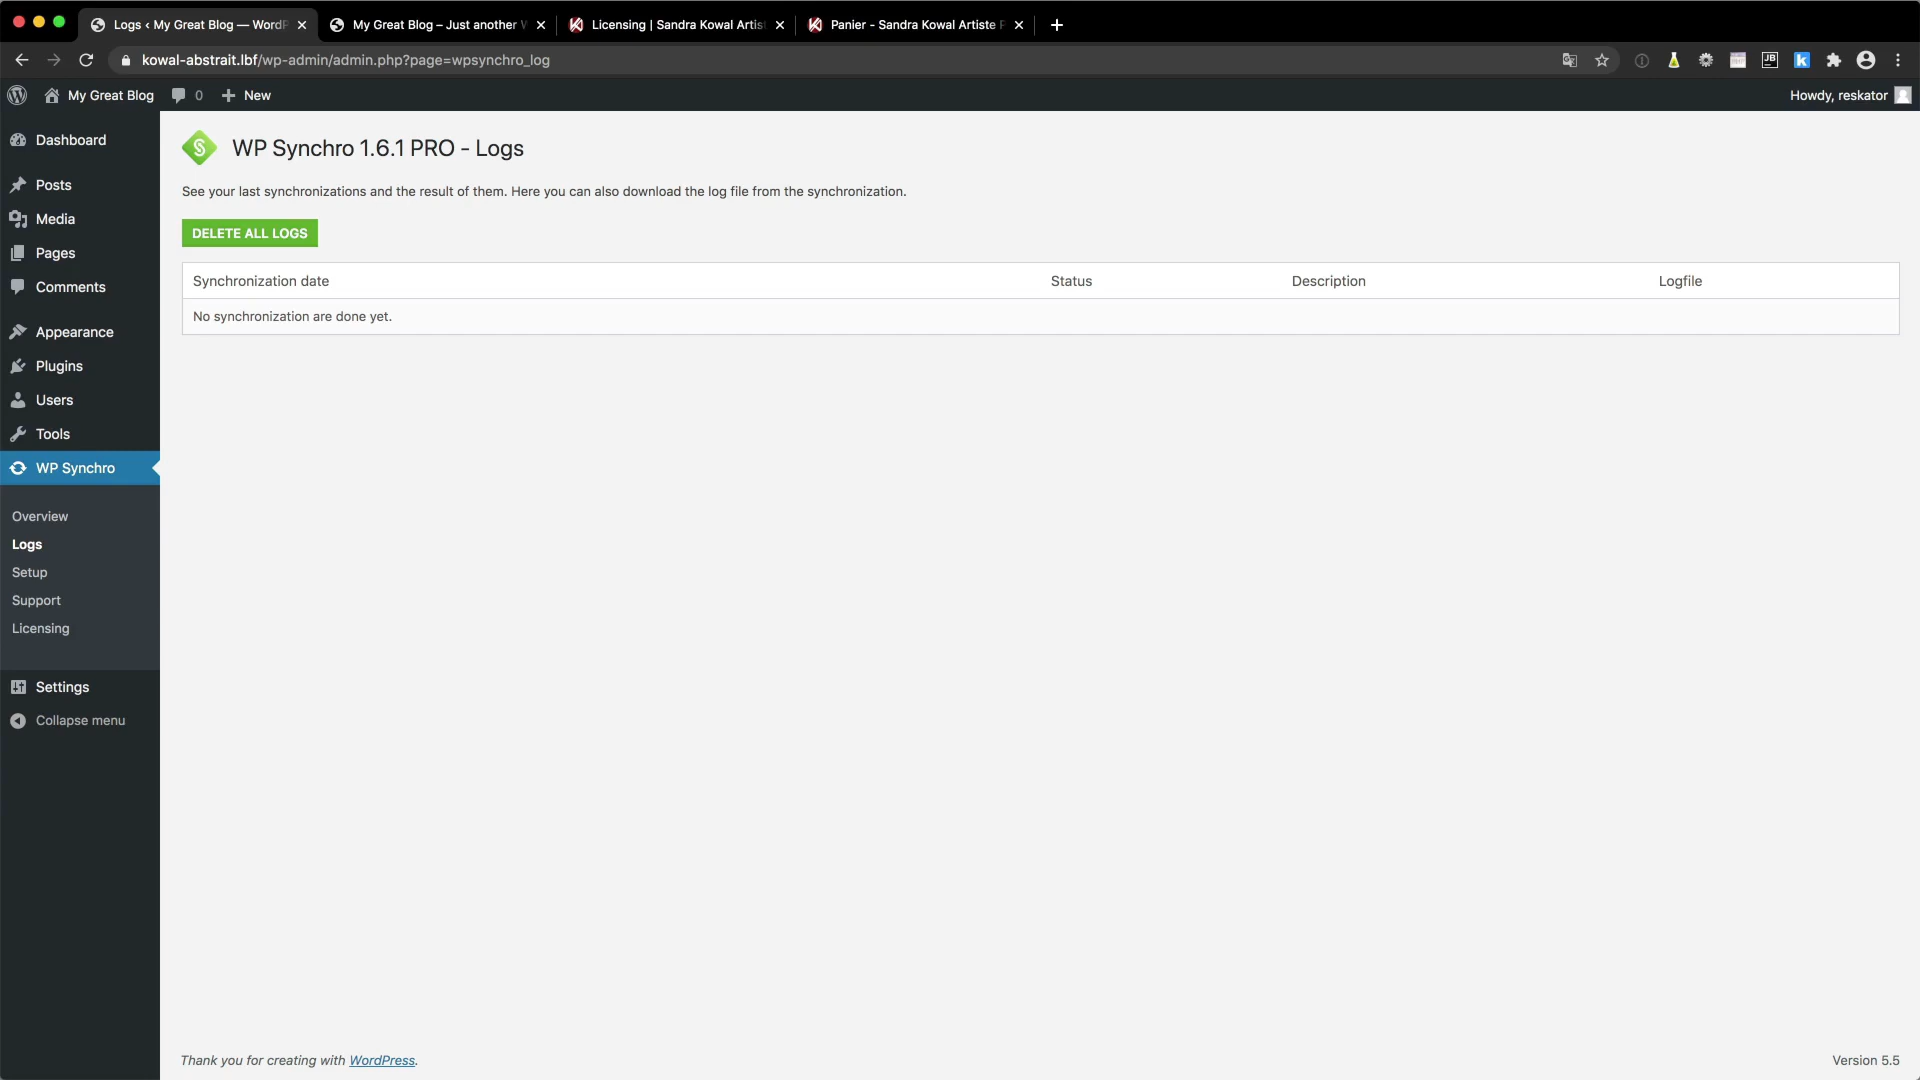 Logs ‹ My Great Blog — WordP
My Great Blog – Just another W
Licensing | Sandra Kowal Artis
Panier - Sandra Kowal Artiste P
kowal-abstrait.lbf/wp-admin/admin.php?page=wpsynchro_log
JB
k
My Great Blog
0
New
Howdy, reskator
Dashboard
Posts
Media
Pages
Comments
Appearance
Plugins
Users
Tools
WP Synchro
Overview
Logs
Setup
Support
Licensing
Settings
Collapse menu
WP Synchro 1.6.1 PRO - Logs
See your last synchronizations and the result of them. Here you can also download the log file from the synchronization.
DELETE ALL LOGS
Synchronization date Status Description Logfile
No synchronization are done yet.
Thank you for creating with WordPress.
Version 5.5